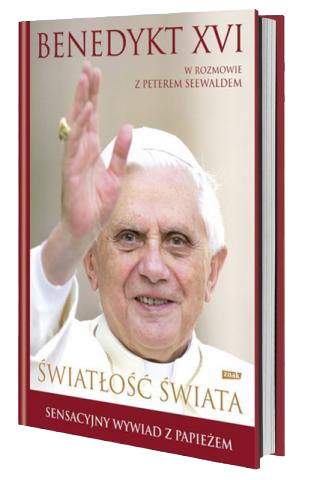 BENEDYKT XVI
W ROZMOWIE
Z PETEREM SEEWALDEM
znak
ŚWIATŁOŚĆ ŚWIATA
SENSACYJNY WYWIAD Z PAPIEŻEM